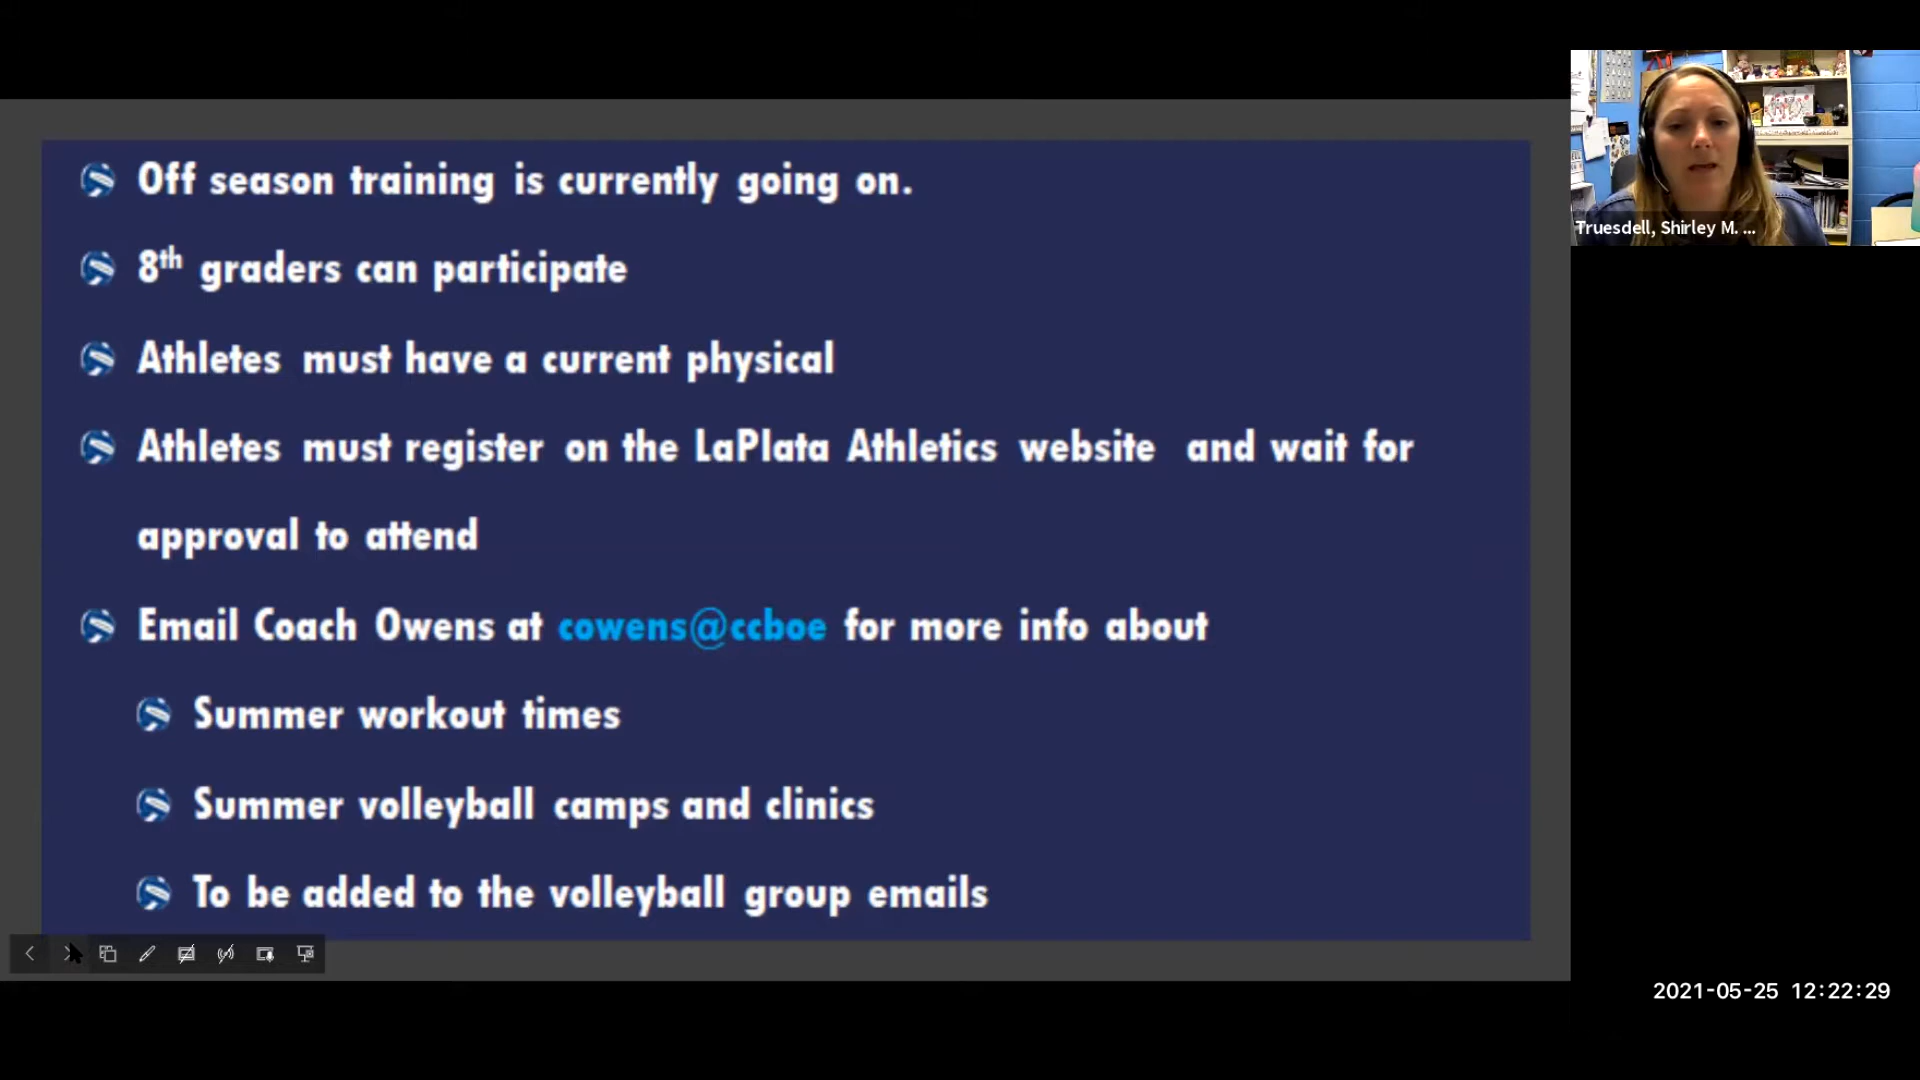 Off season training is currently going on.
8th graders can participate
Athletes must have a current physical
Athletes must register on the LaPlata Athletics website and wait for
approval to attend
Email Coach Owens at cowens@ccboe for more info about
Summer workout times
Summer volleyball camps and clinics
To be added to the volleyball group emails
Truesdell, Shirley M. ...
2021-05-25 12:22:29